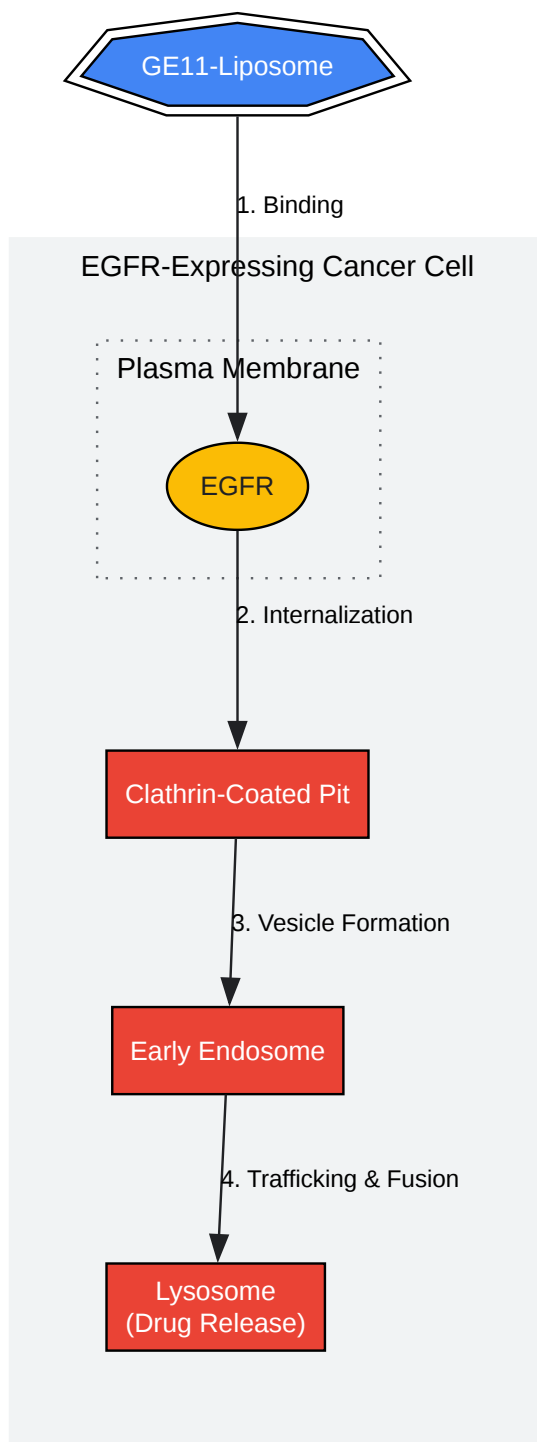 GE11-Liposome
1. Binding
EGFR-Expressing Cancer Cell
Plasma Membrane
EGFR
2. Internalization
Clathrin-Coated Pit
3. Vesicle Formation
Early Endosome
4. Trafficking & Fusion
Lysosome
(Drug Release)